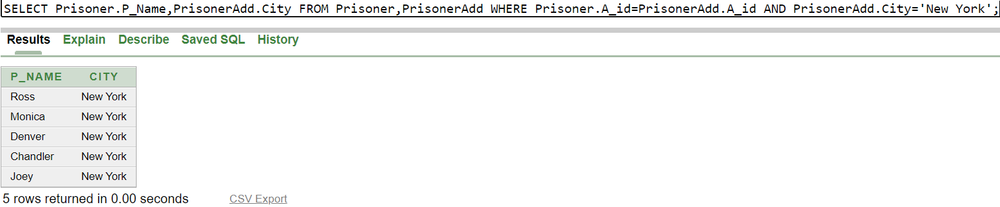 SELECT Prisoner.P_Name,PrisonerAdd.City FROM Prisoner,PrisonerAdd WHERE Prisoner.A_id=PrisonerAdd.A_id AND PrisonerAdd.City='New York';
Results Explain Describe Saved SQL History
P_NAME CITY
Ross New York
Monica New York
Denver New York
Chandler New York
Joey New York
5 rows returned in 0.00 seconds CSV Export